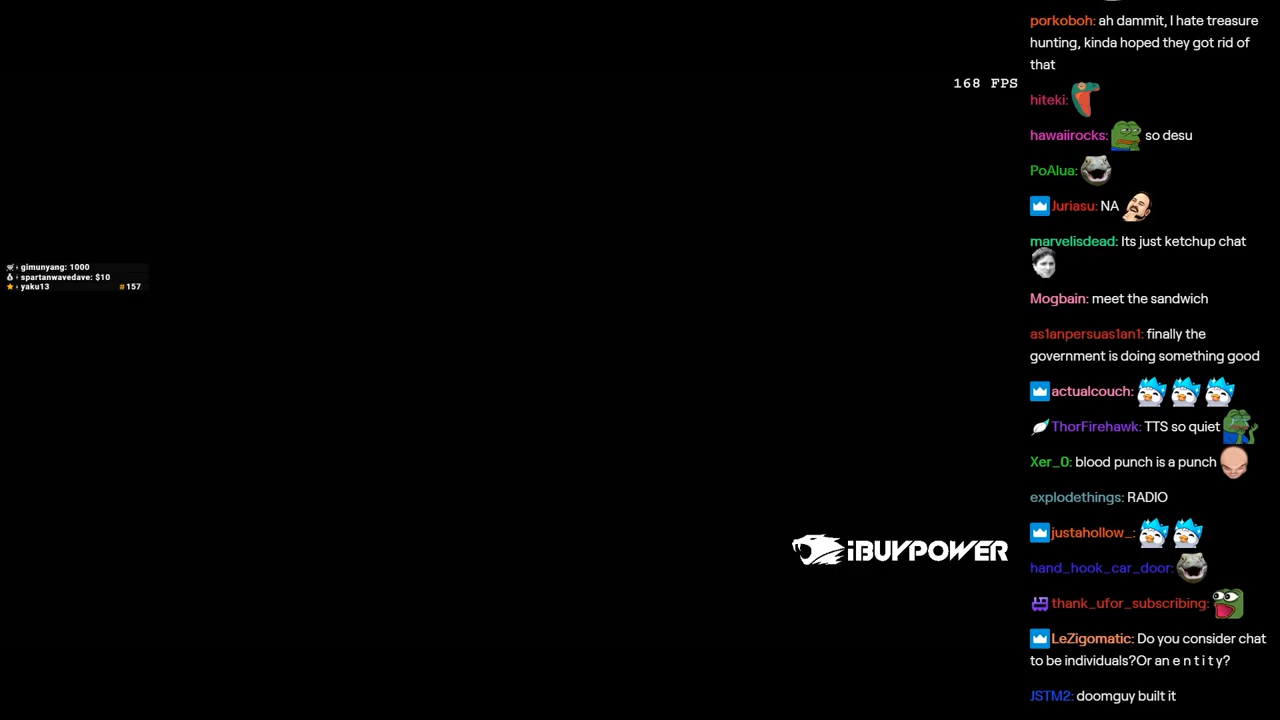 porkoboh: ah dammit, I hate treasure
hunting, kinda hoped they got rid of
that
168 FPS
hiteki:
hawaiirocks: so desu
PoAlua:
Juriasu: NA
marvelisdead: Its just ketchup chat
gimunyang: 1000
spartanwavedave: $10
yaku13 #157
Mogbain: meet the sandwich
as1anpersuas1an1: finally the
government is doing something good
actualcouch:
ThorFirehawk: TTS so quiet
Xer_0: blood punch is a punch
explodethings: RADIO
justahollow_:
iBUYPOWER
hand_hook_car_door:
thank_ufor_subscribing:
LeZigomatic: Do you consider chat
to be individuals?Or an e n t i t y?
JSTM2: doomguy built it